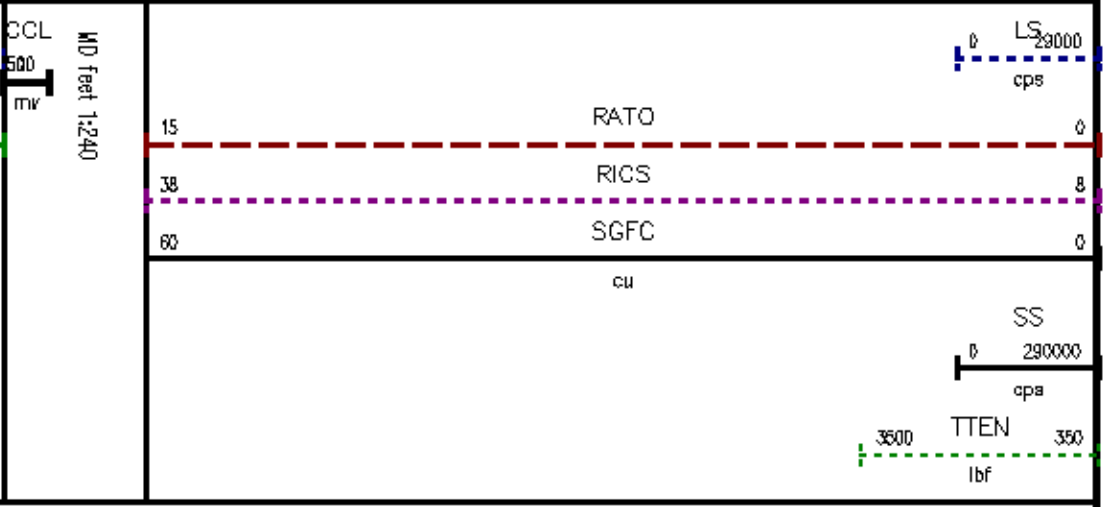 CCL
500
mv
MD feet 1:240
LS
0 29000
cps
RATO
15 0
RICS
38 8
SGFC
60 0
cu
SS
0 290000
cps
TTEN
3500 350
lbf